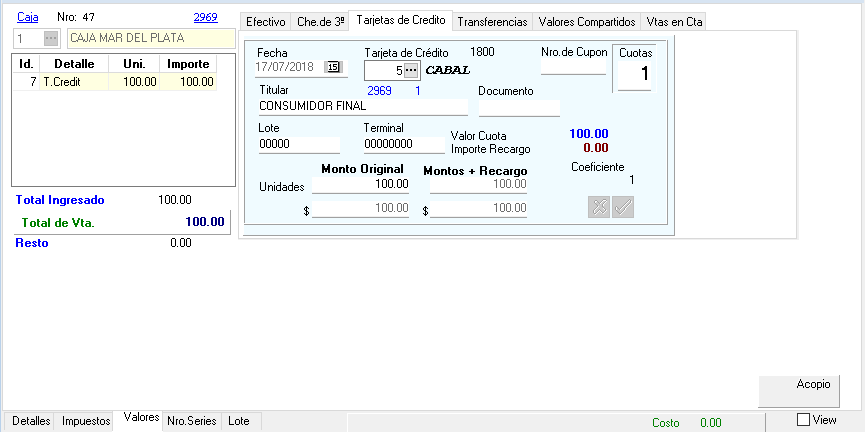 Caja Nro: 47 2969
1 ... CAJA MAR DEL PLATA
Id. Detalle Uni. Importe
7 T.Credit 100.00 100.00
Total Ingresado 100.00
Total de Vta. 100.00
Resto 0.00
Efectivo Che.de 3º Tarjetas de Credito Transferencias Valores Compartidos Vtas en Cta
Fecha Tarjeta de Crédito 1800 Nro.de Cupon Cuotas
17/07/2018 15 5 ... CABAL 1
Titular 2969 1 Documento
CONSUMIDOR FINAL
Lote Terminal Valor Cuota 100.00
00000 00000000 Importe Recargo 0.00
Monto Original Montos + Recargo Coeficiente
Unidades 100.00 100.00 1
$ 100.00 $ 100.00
Acopio
Detalles Impuestos Valores Nro.Series Lote Costo 0.00 View